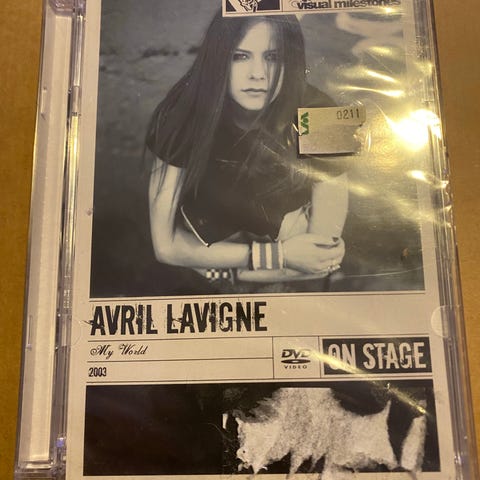 visual milestones
0211
AVRIL LAVIGNE
My World
DVD
VIDEO
ON STAGE
2003